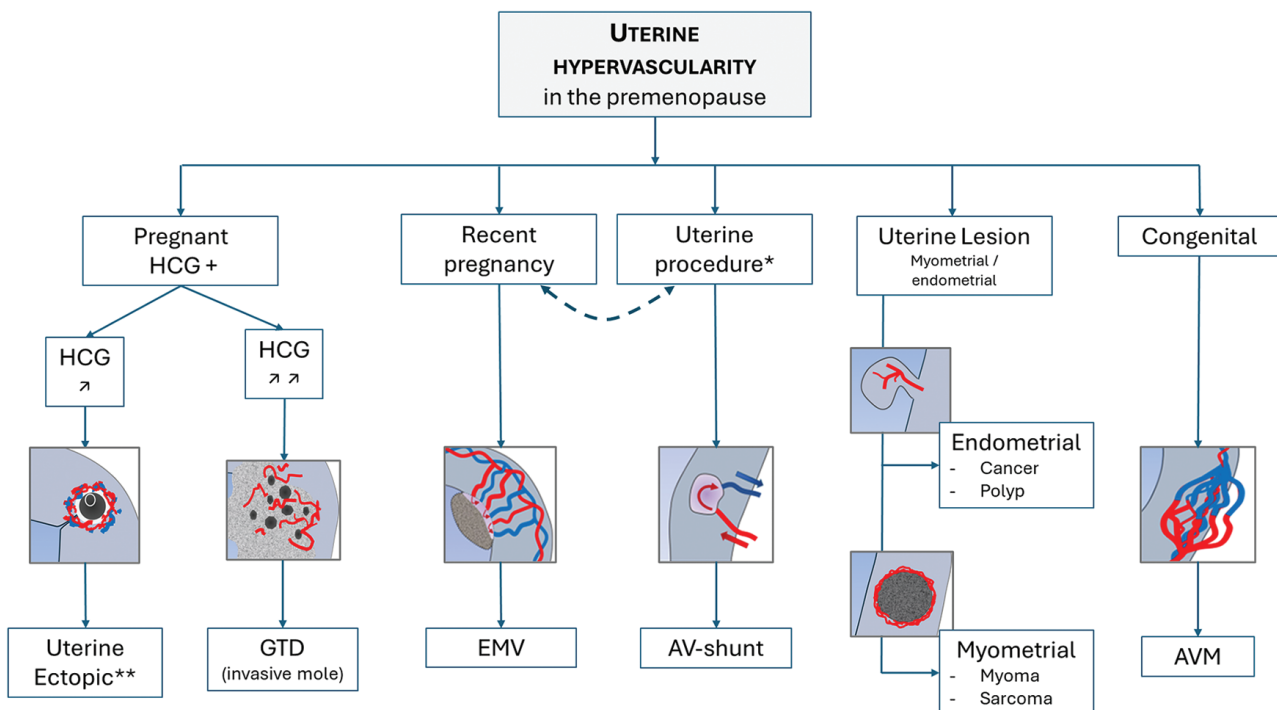 UTERINE
HYPERVASCULARITY
in the premenopause
Pregnant
HCG +
Recent
pregnancy
Uterine
procedure*
Uterine Lesion
Myometrial /
endometrial
Congenital
HCG
↗
HCG
↗ ↗
Endometrial
- Cancer
- Polyp
Uterine
Ectopic**
GTD
(invasive mole)
EMV
AV-shunt
Myometrial
- Myoma
- Sarcoma
AVM